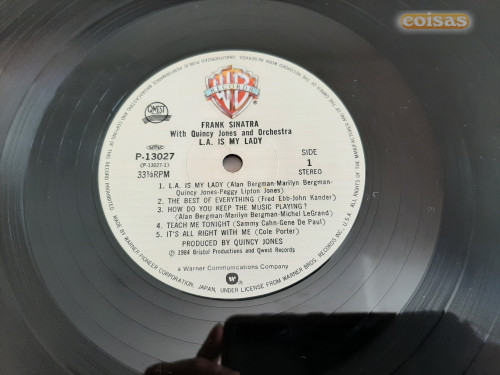 eoisas
WB
RECORDS
QWEST
FRANK SINATRA
With Quincy Jones and Orchestra
L.A. IS MY LADY
P-13027
(P-13027-1)
33⅓RPM
SIDE
1
STEREO
1. L.A. IS MY LADY (Alan Bergman-Marilyn Bergman-
Quincy Jones-Peggy Lipton Jones)
2. THE BEST OF EVERYTHING (Fred Ebb-John Kander)
3. HOW DO YOU KEEP THE MUSIC PLAYING?
(Alan Bergman-Marilyn Bergman-Michel LeGrand)
4. TEACH ME TONIGHT (Sammy Cahn-Gene De Paul)
5. IT'S ALL RIGHT WITH ME (Cole Porter)
PRODUCED BY QUINCY JONES
℗ 1984 Bristol Productions and Qwest Records
a Warner Communications Company
MADE BY WARNER-PIONEER CORPORATION, JAPAN, UNDER LICENSE FROM WARNER BROS. RECORDS INC., U.S.A.